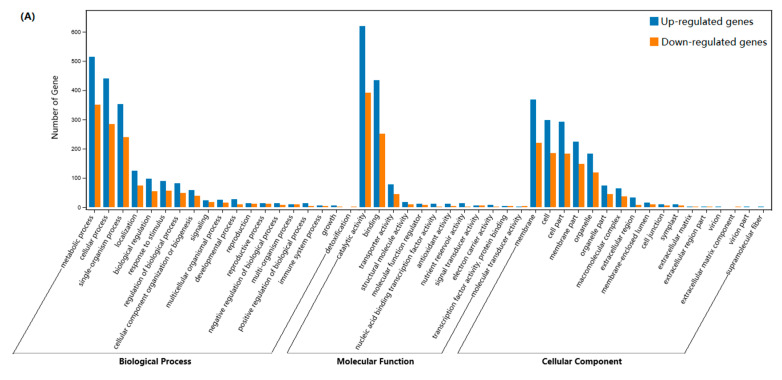 (A)
Up-regulated genes
Down-regulated genes
Number of Gene
600
500
400
300
200
100
0
metabolic process
cellular process
single-organism process
localization
biological regulation
response to stimulus
regulation of biological process
cellular component organization or biogenesis
signaling
multicellular organismal process
developmental process
reproduction
reproductive process
negative regulation of biological process
multi-organism process
positive regulation of biological process
immune system process
growth
detoxification
catalytic activity
binding
transporter activity
structural molecule activity
molecular function regulator
nucleic acid binding transcription factor activity
antioxidant activity
nutrient reservoir activity
signal transducer activity
electron carrier activity
transcription factor activity, protein binding
molecular transducer activity
membrane
cell
cell part
membrane part
organelle
organelle part
macromolecular complex
extracellular region
membrane-enclosed lumen
cell junction
symplast
extracellular matrix
extracellular region part
virion
extracellular matrix component
virion part
supramolecular fiber
Biological Process
Molecular Function
Cellular Component